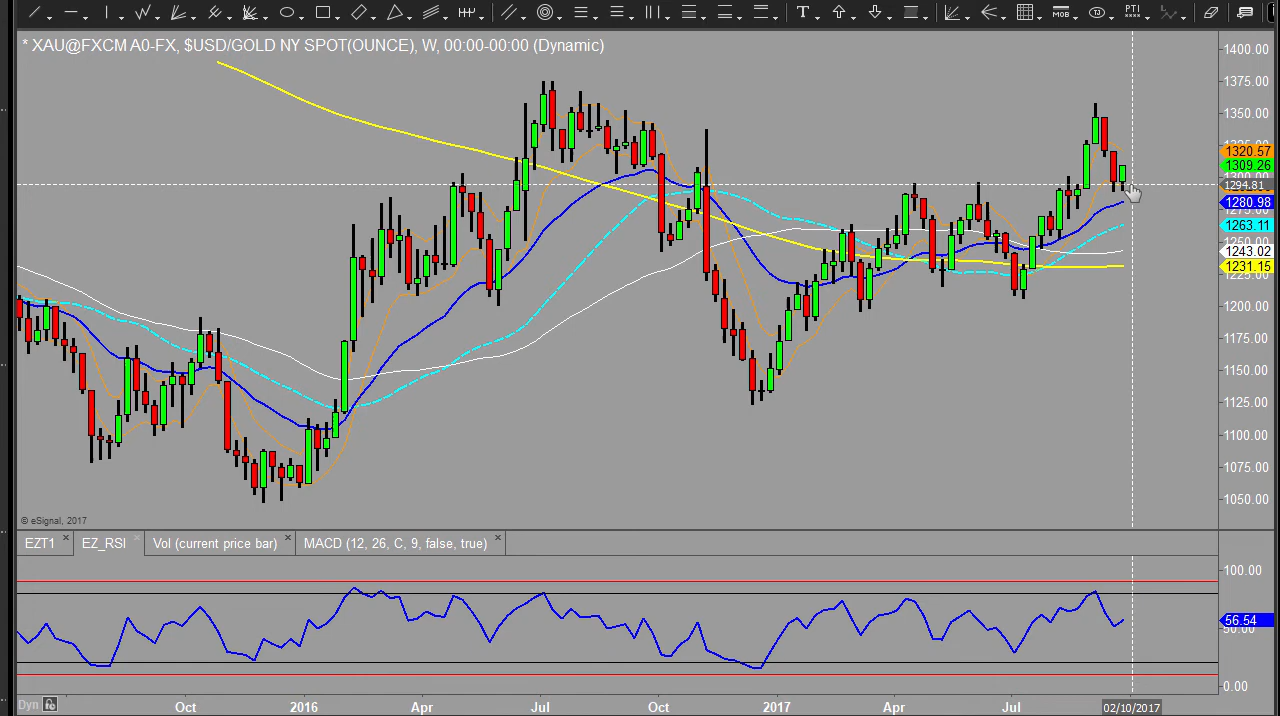 T
MOB
PTI
* XAU@FXCM A0-FX, $USD/GOLD NY SPOT(OUNCE), W, 00:00-00:00 (Dynamic)
1400.00
1375.00
1350.00
1320.57
1309.26
1294.81
1280.98
1263.11
1243.02
1231.15
1200.00
1175.00
1150.00
1125.00
1100.00
1075.00
1050.00
© eSignal, 2017
EZT1
EZ_RSI
Vol (current price bar)
MACD (12, 26, C, 9, false, true)
100.00
56.54
0.00
Dyn
Oct
2016
Apr
Jul
Oct
2017
Apr
Jul
02/10/2017